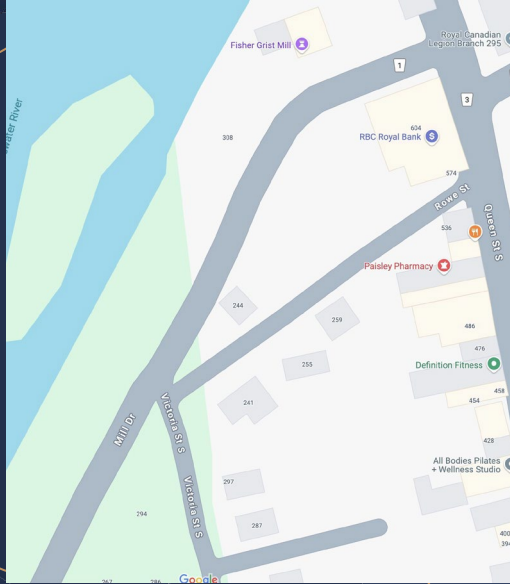 Royal Canadian
Legion Branch 295
Fisher Grist Mill
1
3
water River
604
308
RBC Royal Bank
574
Rowe St
Queen St S
536
Paisley Pharmacy
244
259
486
476
255
Definition Fitness
458
241
454
Victoria St S
Mill Dr
428
All Bodies Pilates
+ Wellness Studio
297
Victoria St S
294
287
400
394
267
286
Google